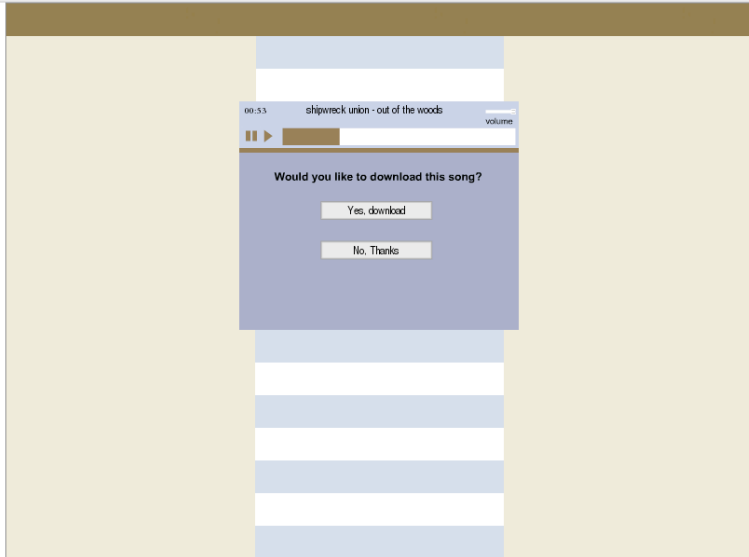 00:53
shipwreck union - out of the woods
volume
Would you like to download this song?
Yes, download
No, Thanks